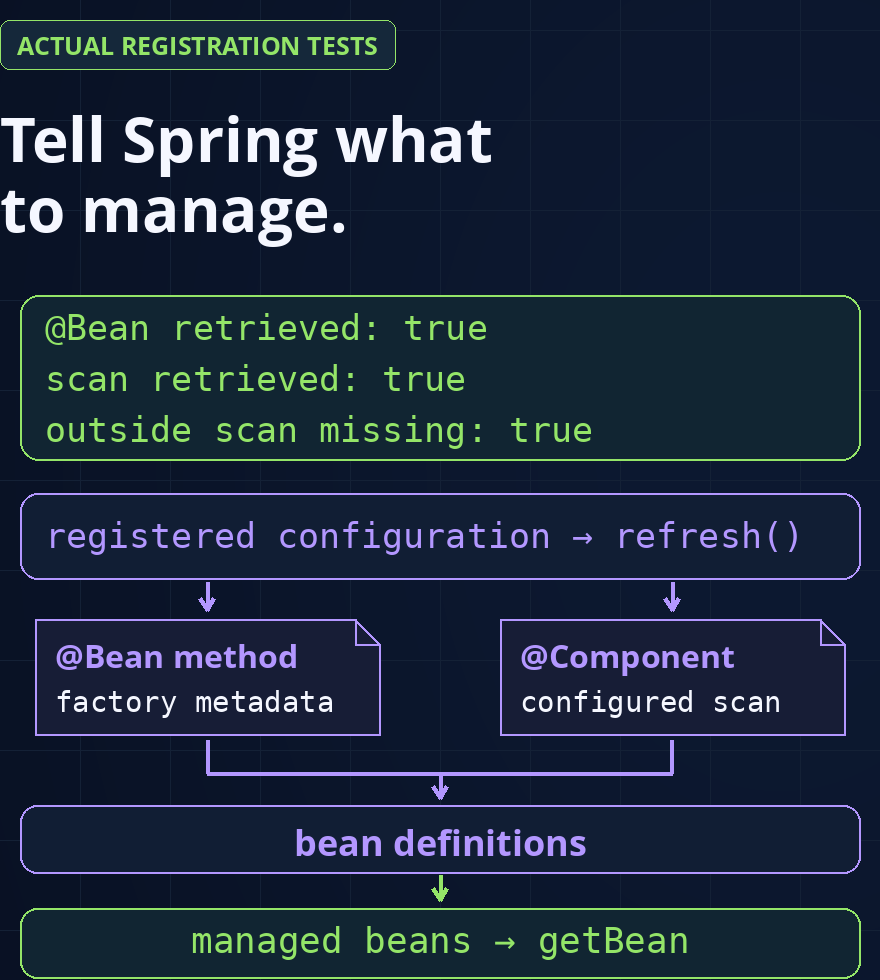 ACTUAL REGISTRATION TESTS
Tell Spring what
to manage.
@Bean retrieved: true
scan retrieved: true
outside scan missing: true
registered configuration → refresh()
@Bean method
factory metadata
@Component
configured scan
bean definitions
managed beans → getBean